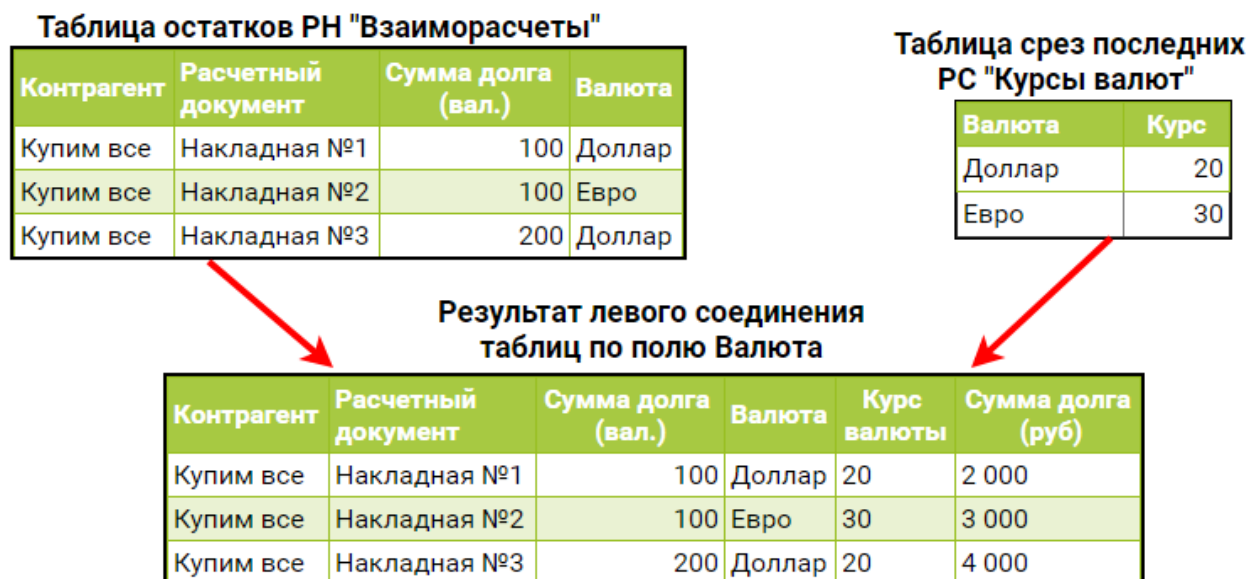 Таблица остатков РН "Взаиморасчеты"
Контрагент Расчетный документ Сумма долга (вал.) Валюта
Купим все Накладная №1 100 Доллар
Купим все Накладная №2 100 Евро
Купим все Накладная №3 200 Доллар
Таблица срез последних
РС "Курсы валют"
Валюта Курс
Доллар 20
Евро 30
Результат левого соединения
таблиц по полю Валюта
Контрагент Расчетный документ Сумма долга (вал.) Валюта Курс валюты Сумма долга (руб)
Купим все Накладная №1 100 Доллар 20 2 000
Купим все Накладная №2 100 Евро 30 3 000
Купим все Накладная №3 200 Доллар 20 4 000